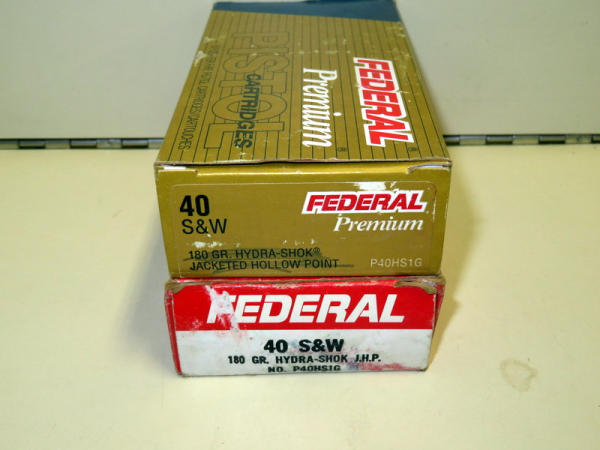 FEDERAL®
Premium®
PISTOL
CARTRIDGES
40
S&W
FEDERAL
Premium
180 GR. HYDRA-SHOK®
JACKETED HOLLOW POINT
P40HS1G
FEDERAL
40 S&W
180 GR. HYDRA-SHOK J.H.P.
NO. P40HS1G